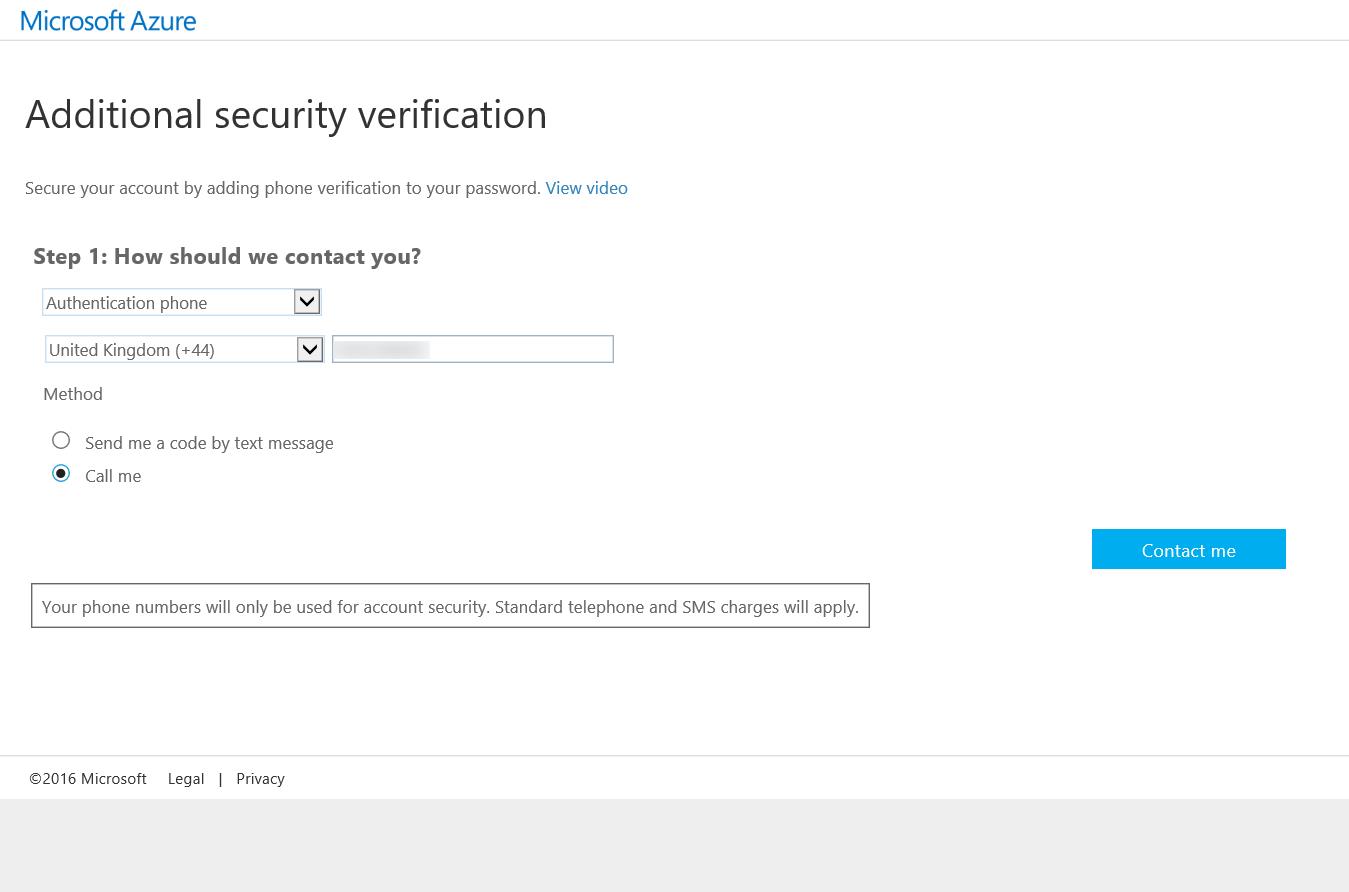 Microsoft Azure
Additional security verification
Secure your account by adding phone verification to your password. View video
Step 1: How should we contact you?
Authentication phone
United Kingdom (+44)
Method
Send me a code by text message
Call me
Contact me
Your phone numbers will only be used for account security. Standard telephone and SMS charges will apply.
©2016 Microsoft Legal | Privacy